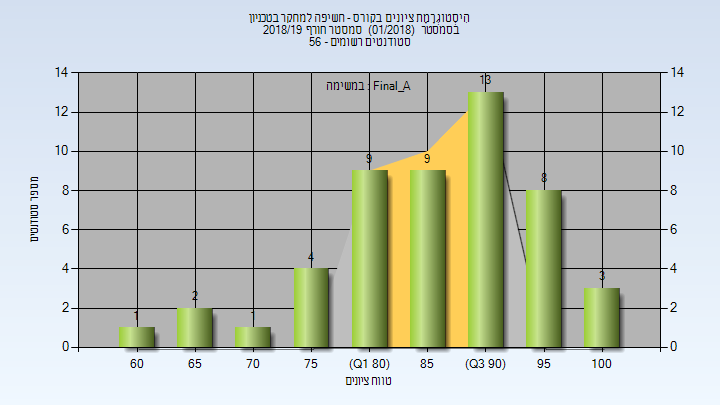 היסטוגרמת ציונים בקורס - חשיפה למחקר בטכניון
בסמסטר (01/2018) סמסטר חורף 2018/19
סטודנטים רשומים - 56
במשימה : Final_A
14 14
12 12
10 10
8 8
6 6
4 4
2 2
0 0
1 2 1 4 9 9 13 8 3
60 65 70 75 (Q1 80) 85 (Q3 90) 95 100
מספר סטודנטים
טווח ציונים